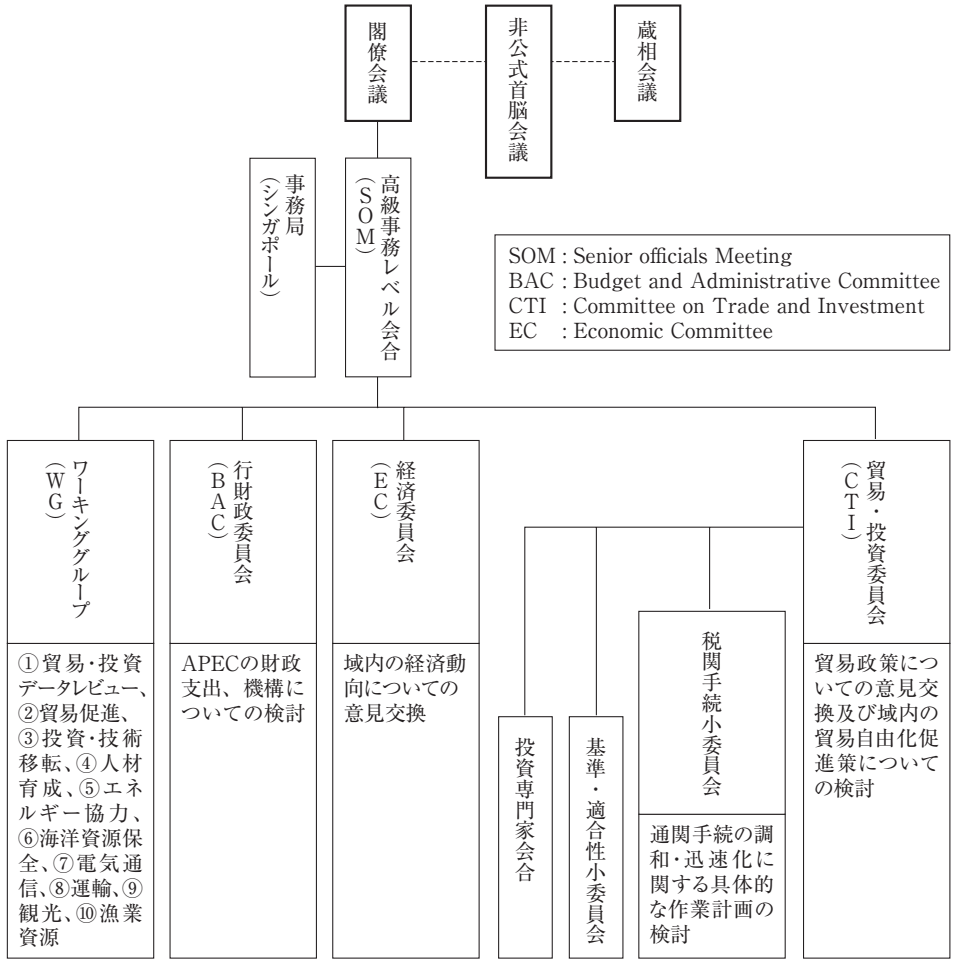 閣僚会議
非公式首脳会議
蔵相会議
事務局
(シンガポール)
高級事務レベル会合
(SOM)
SOM : Senior officials Meeting
BAC : Budget and Administrative Committee
CTI : Committee on Trade and Investment
EC : Economic Committee
ワーキンググループ
(WG)
①貿易・投資
データレビュー、
②貿易促進、
③投資・技術
移転、④人材
育成、⑤エネ
ルギー協力、
⑥海洋資源保
全、⑦電気通
信、⑧運輸、⑨
観光、⑩漁業
資源
行財政委員会
(BAC)
APECの財政
支出、機構に
ついての検討
経済委員会
(EC)
域内の経済動
向についての
意見交換
投資専門家会合
基準・適合性小委員会
税関手続小委員会
通関手続の調
和・迅速化に
関する具体的
な作業計画の
検討
貿易・投資委員会
(CTI)
貿易政策につ
いての意見交
換及び域内の
貿易自由化促
進策について
の検討